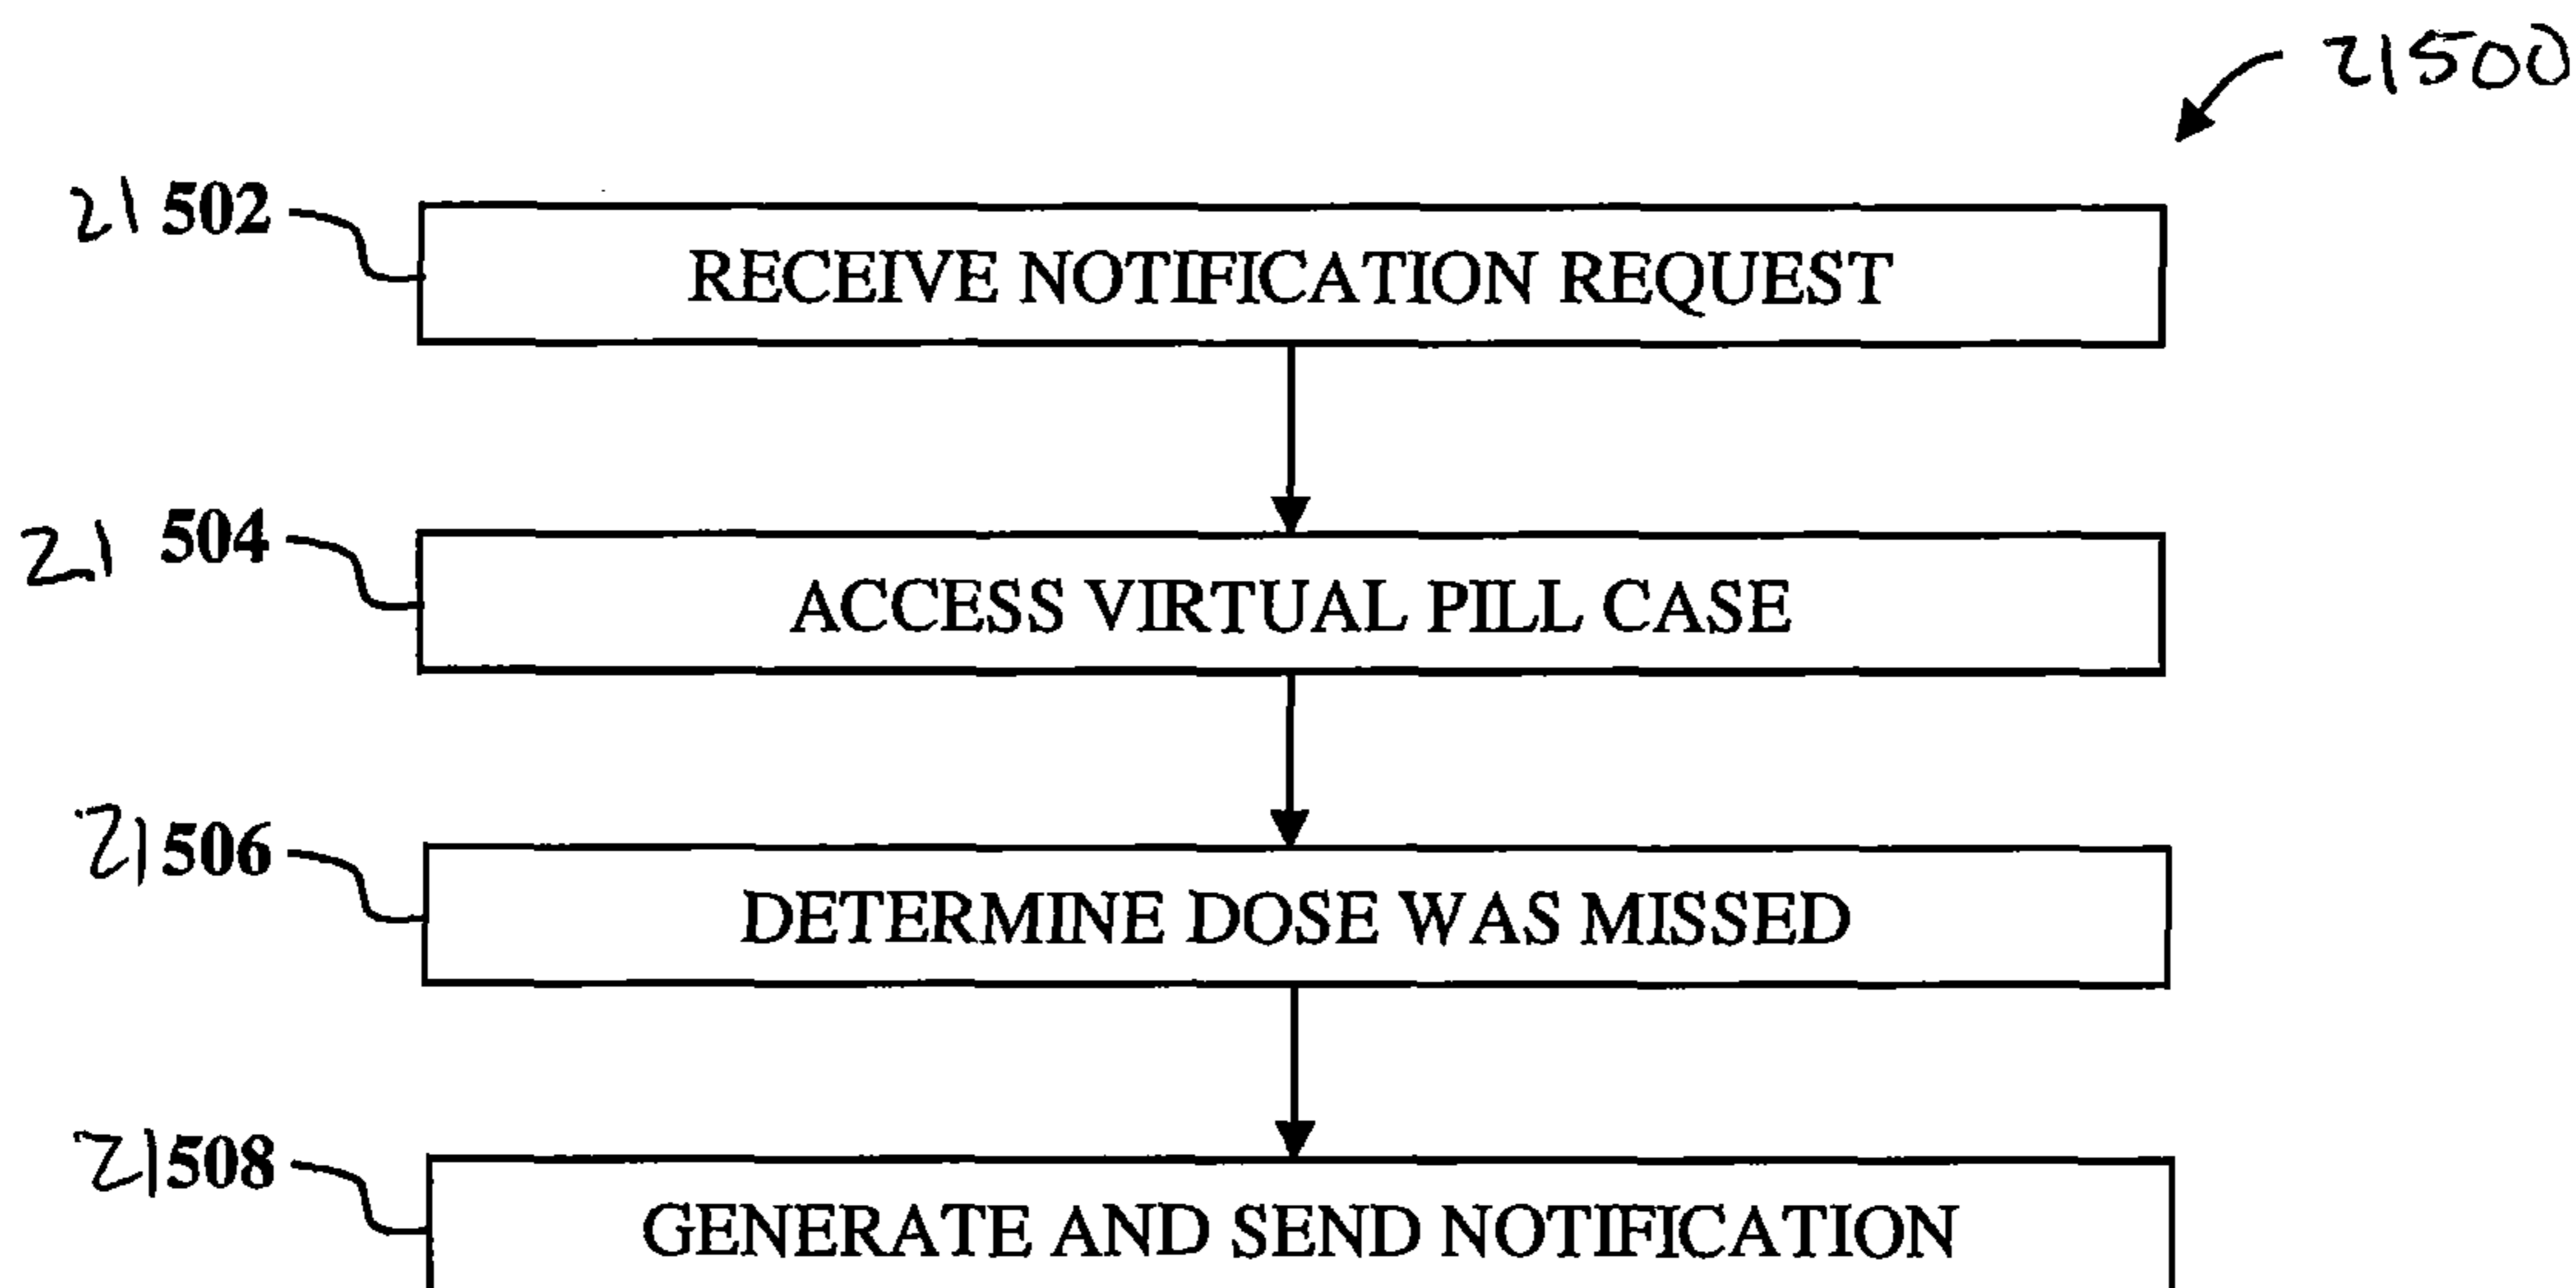 21500
21502
RECEIVE NOTIFICATION REQUEST
21 504
ACCESS VIRTUAL PILL CASE
21506
DETERMINE DOSE WAS MISSED
21508
GENERATE AND SEND NOTIFICATION